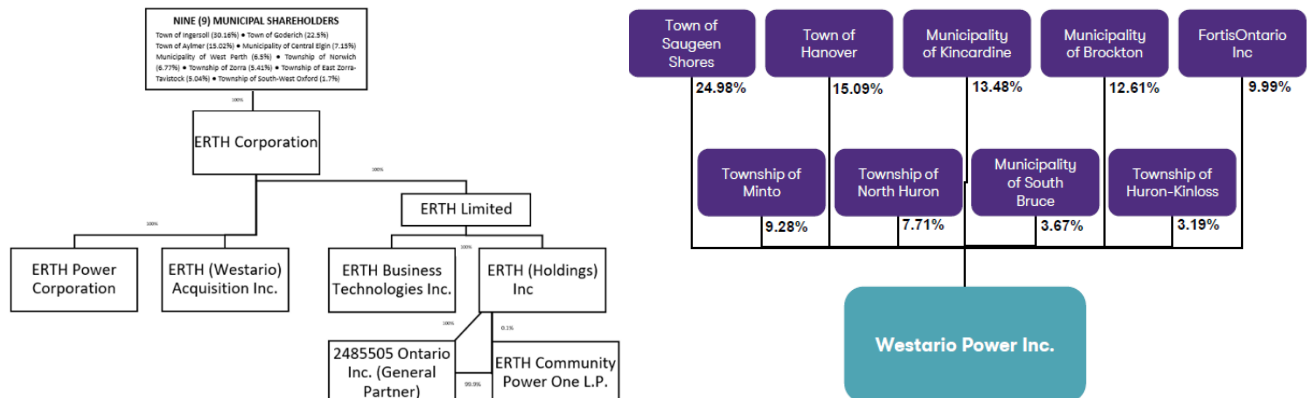 NINE (9) MUNICIPAL SHAREHOLDERS
Town of Ingersoll (30.16%) ● Town of Goderich (22.5%)
Town of Aylmer (15.02%) ● Municipality of Central Elgin (7.15%)
Municipality of West Perth (6.5%) ● Township of Norwich
(6.77%) ● Township of Zorra (5.41%) ● Township of East Zorra-
Tavistock (5.04%) ● Township of South-West Oxford (1.7%)
100%
ERTH Corporation
100%
ERTH Limited
100%
100%
ERTH Power
Corporation
ERTH (Westario)
Acquisition Inc.
ERTH Business
Technologies Inc.
ERTH (Holdings)
Inc
100%
0.1%
2485505 Ontario
Inc. (General
Partner)
99.9%
ERTH Community
Power One L.P.
Town of
Saugeen
Shores
24.98%
Town of
Hanover
15.09%
Municipality
of Kincardine
13.48%
Municipality
of Brockton
12.61%
FortisOntario
Inc
9.99%
Township of
Minto
9.28%
Township of
North Huron
7.71%
Municipality
of South
Bruce
3.67%
Township of
Huron-Kinloss
3.19%
Westario Power Inc.